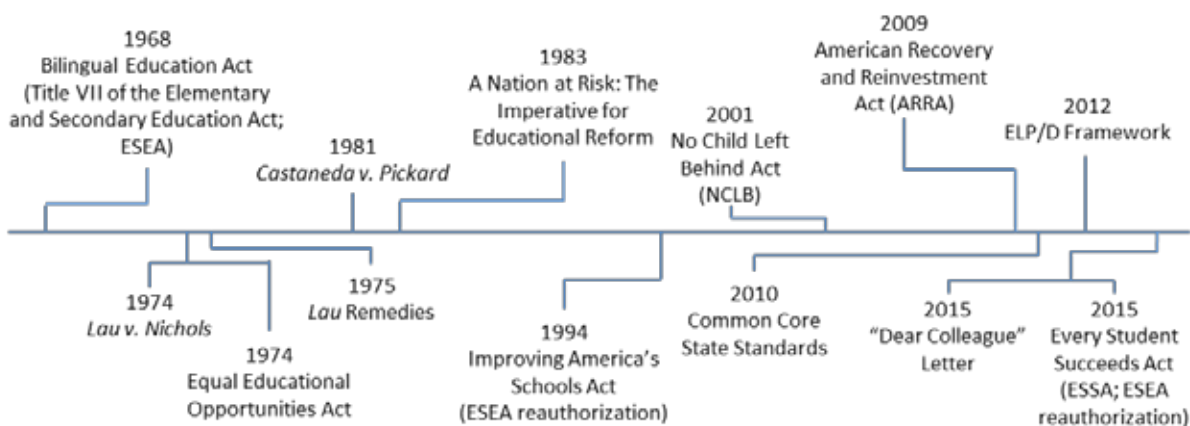 1968
Bilingual Education Act
(Title VII of the Elementary
and Secondary Education Act;
ESEA)
1981
Castaneda v. Pickard
1983
A Nation at Risk: The
Imperative for
Educational Reform
2001
No Child Left
Behind Act
(NCLB)
2009
American Recovery
and Reinvestment
Act (ARRA)
2012
ELP/D Framework
1974
Lau v. Nichols
1974
Equal Educational
Opportunities Act
1975
Lau Remedies
1994
Improving America's
Schools Act
(ESEA reauthorization)
2010
Common Core
State Standards
2015
“Dear Colleague”
Letter
2015
Every Student
Succeeds Act
(ESSA; ESEA
reauthorization)